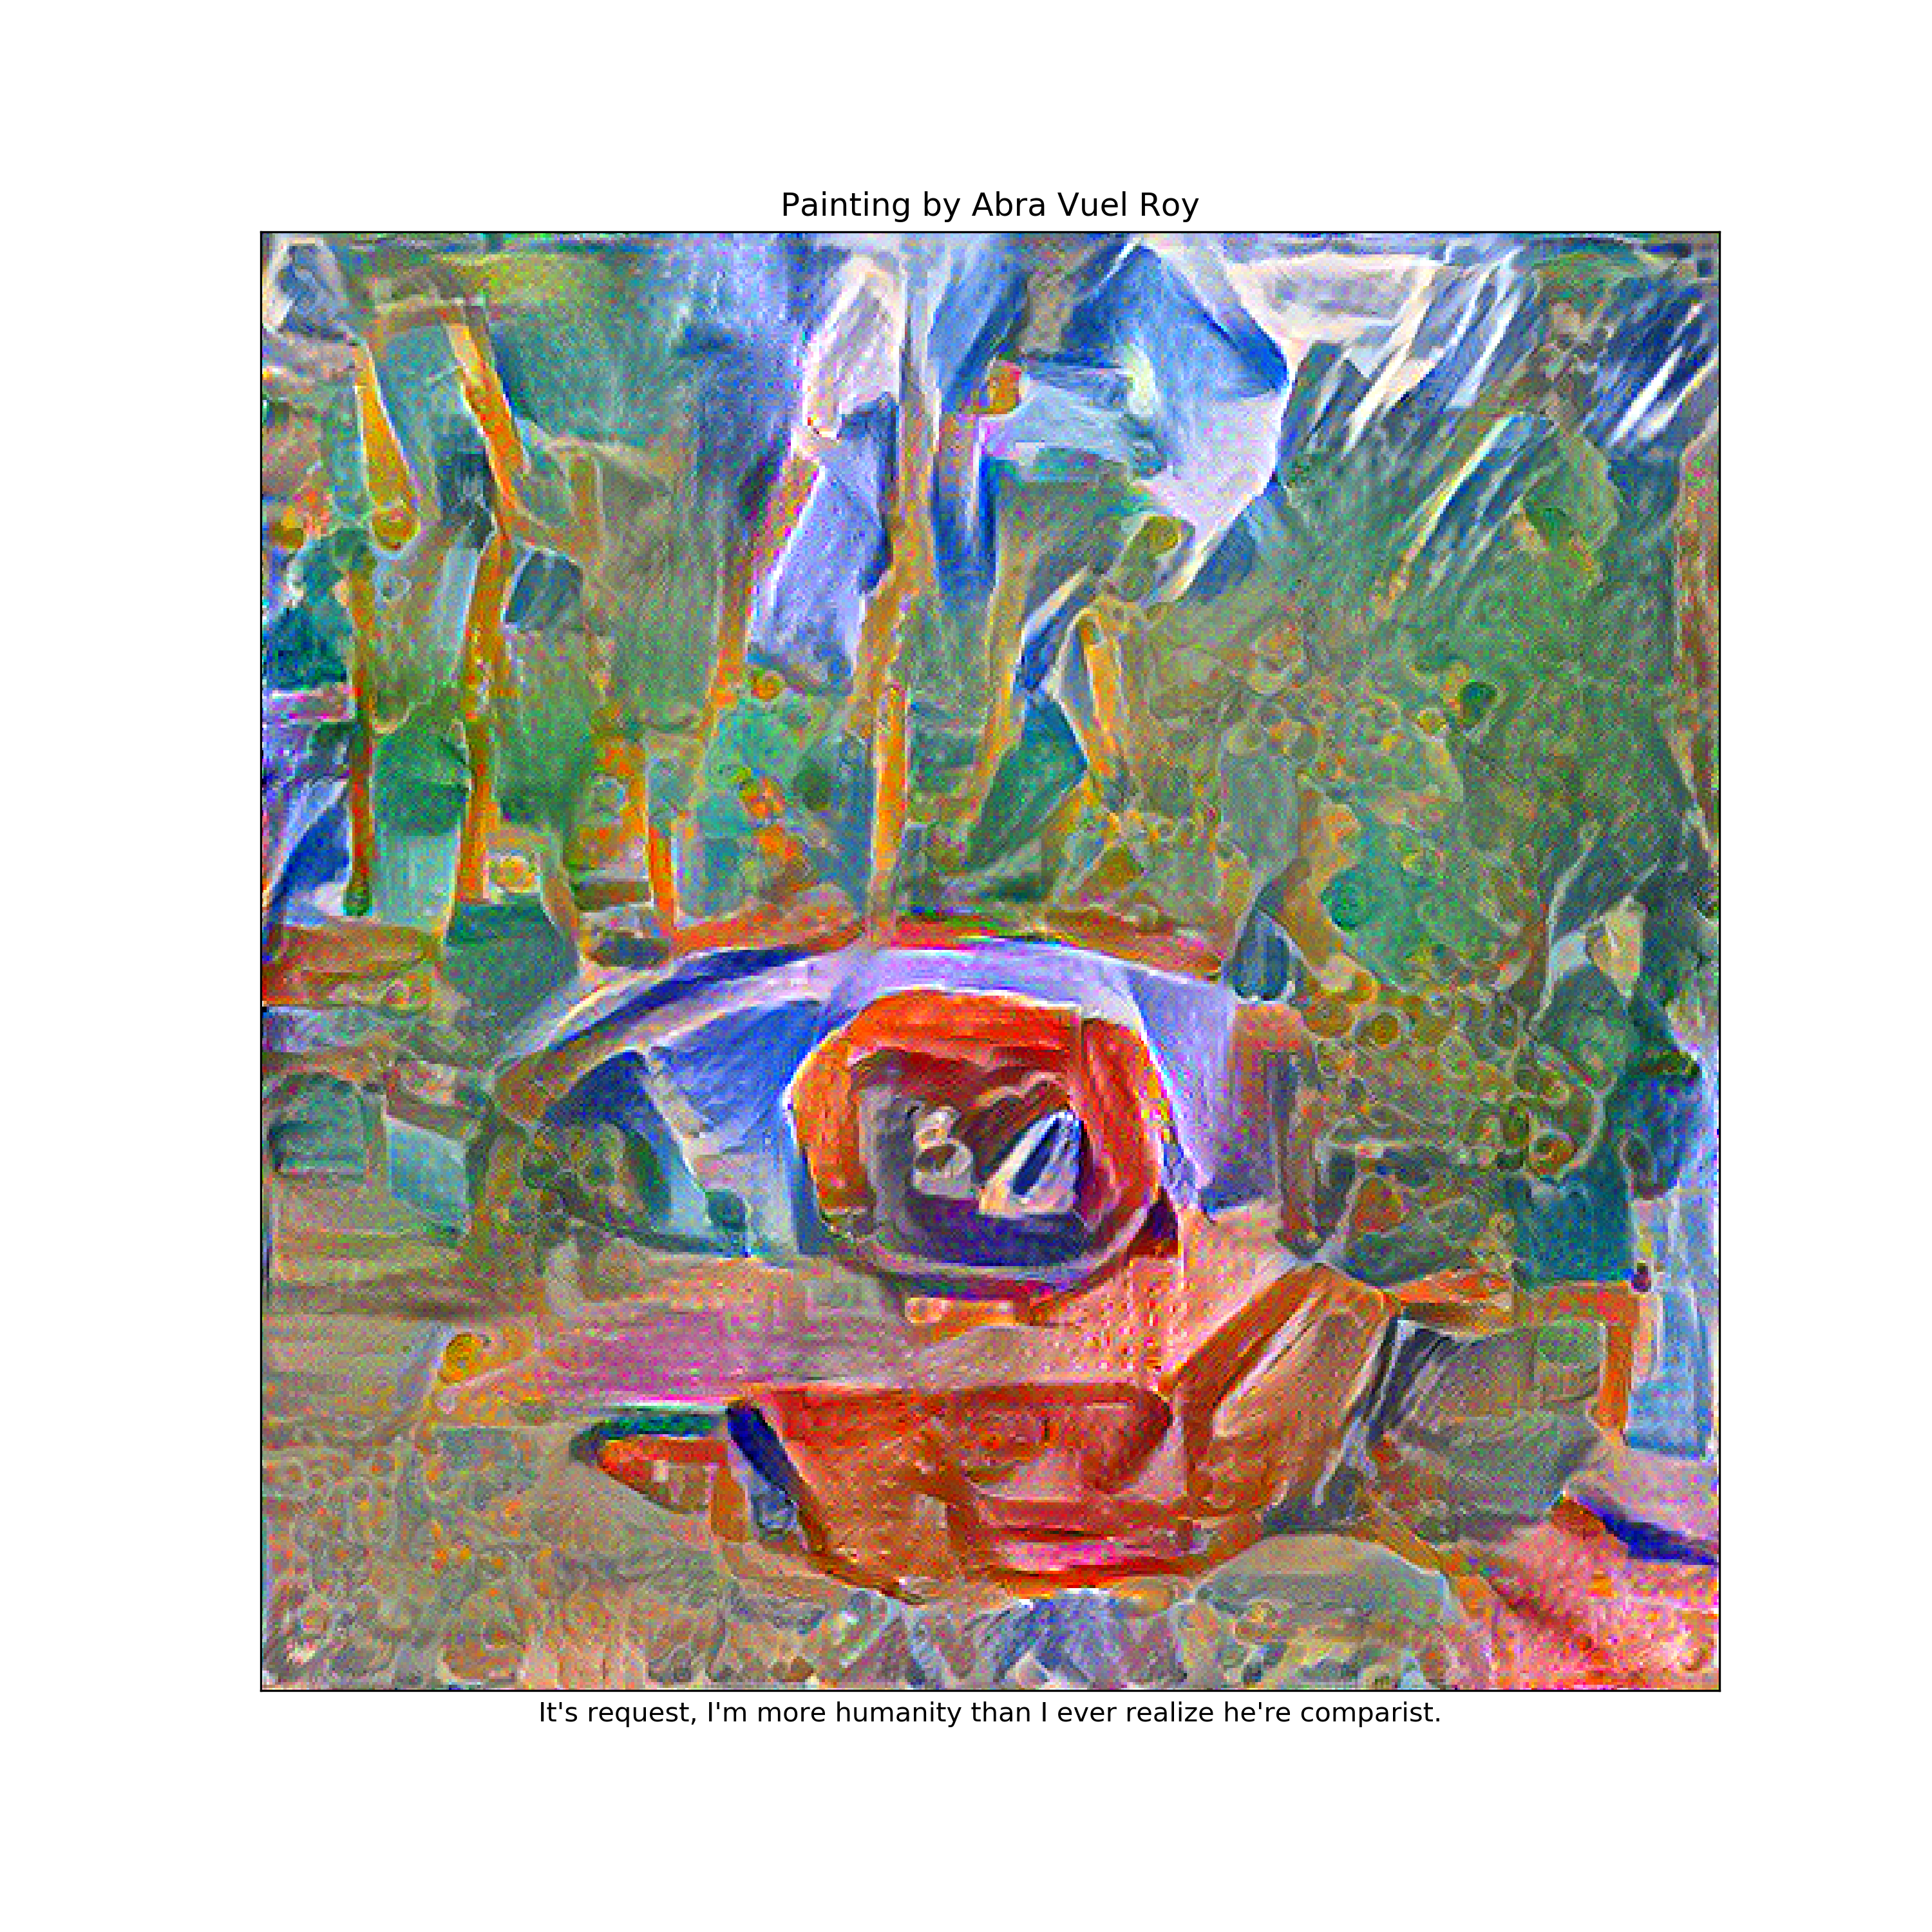 Painting by Abra Vuel Roy
It's request, I'm more humanity than I ever realize he're comparist.